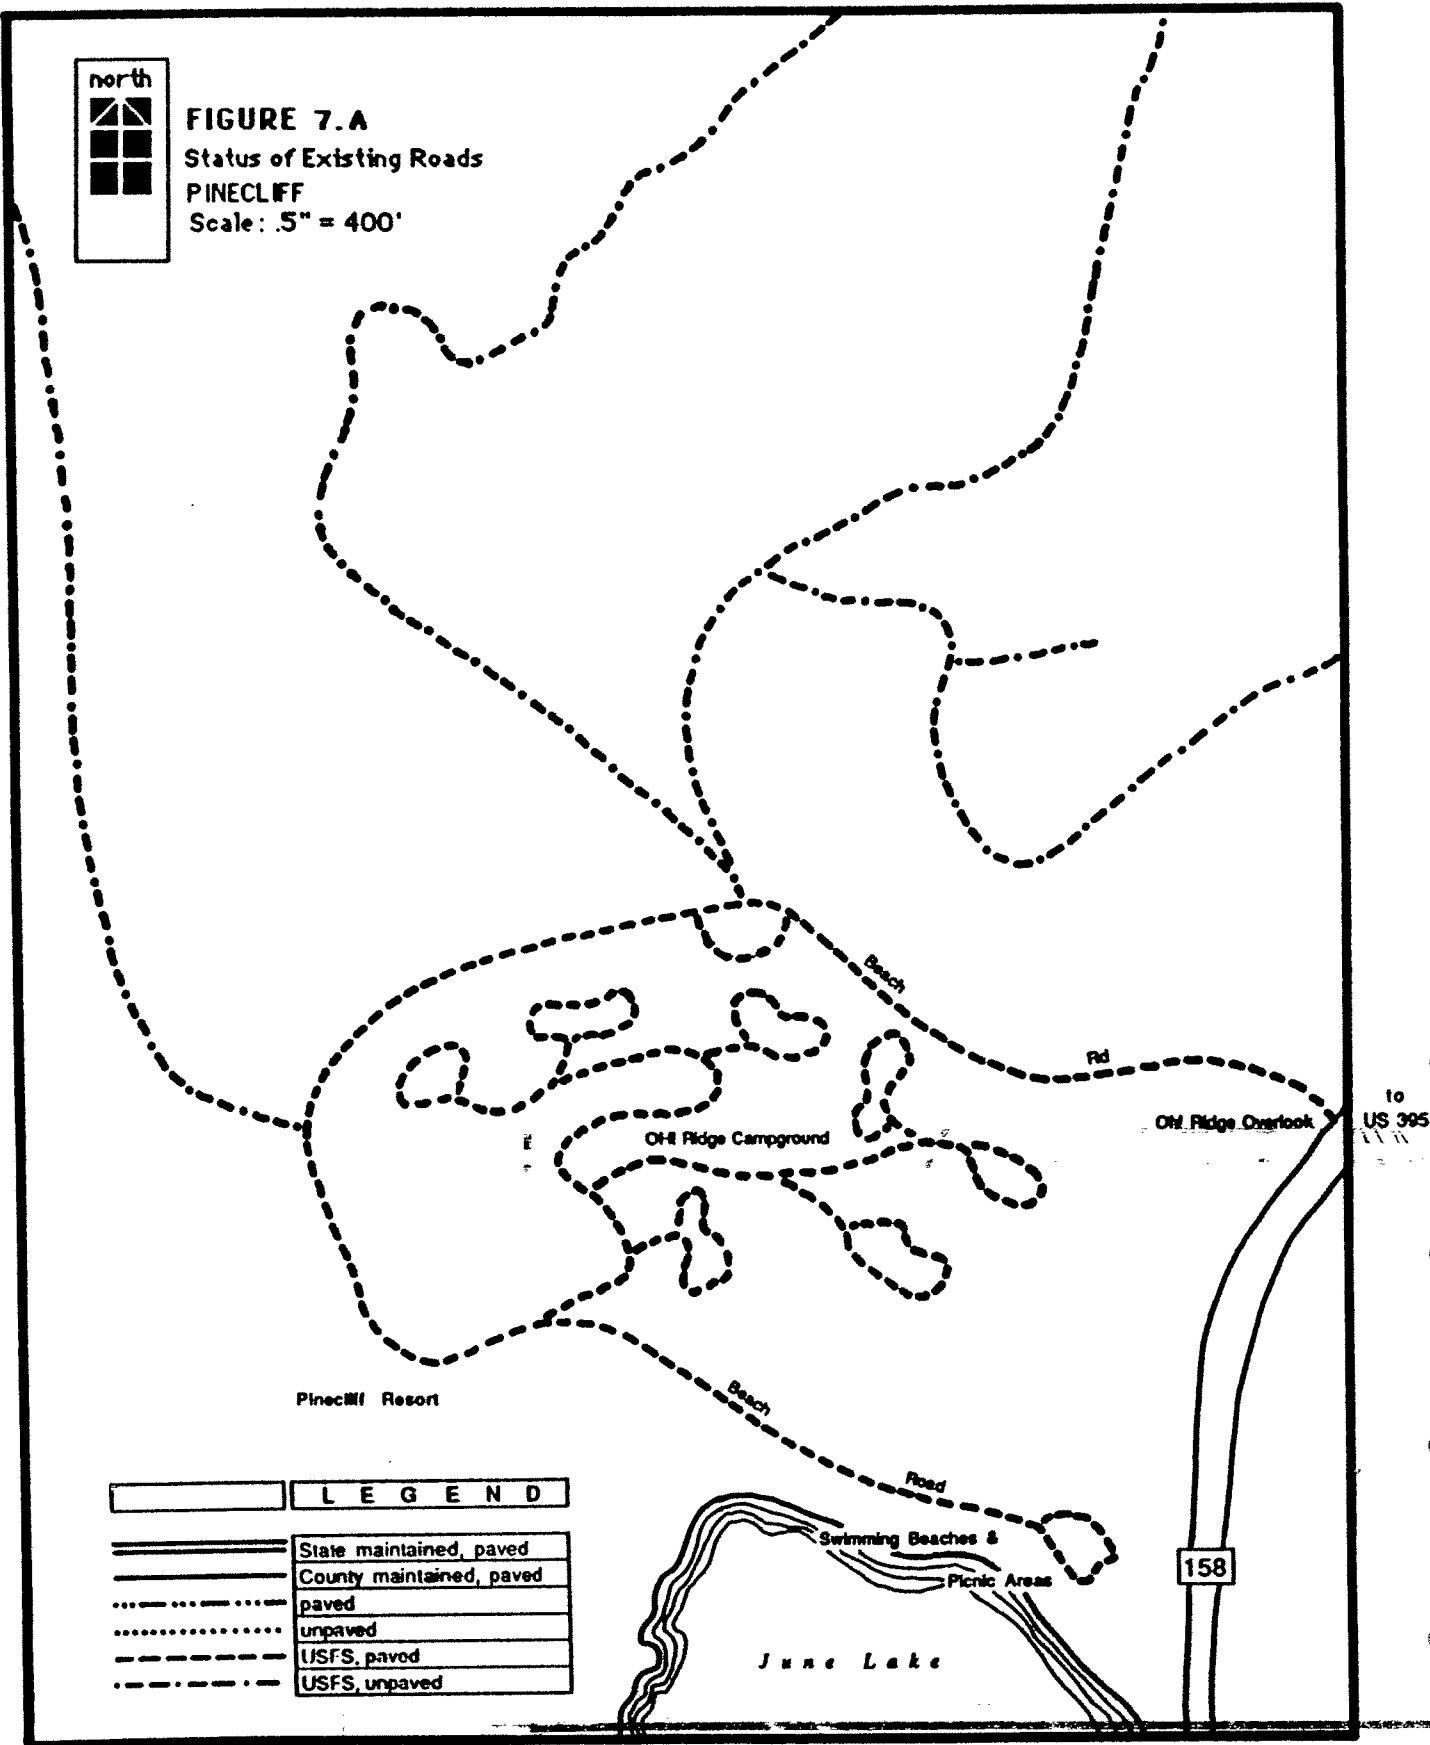 north
FIGURE 7.A
Status of Existing Roads
PINECLIFF
Scale: .5" = 400'
Beach
Rd
to
US 395
Oh! Ridge Overlook
OH! Ridge Campground
Pinecliff Resort
Beach
Road
Swimming Beaches &
Picnic Areas
158
June Lake
LEGEND
State maintained, paved
County maintained, paved
paved
unpaved
USFS, paved
USFS, unpaved